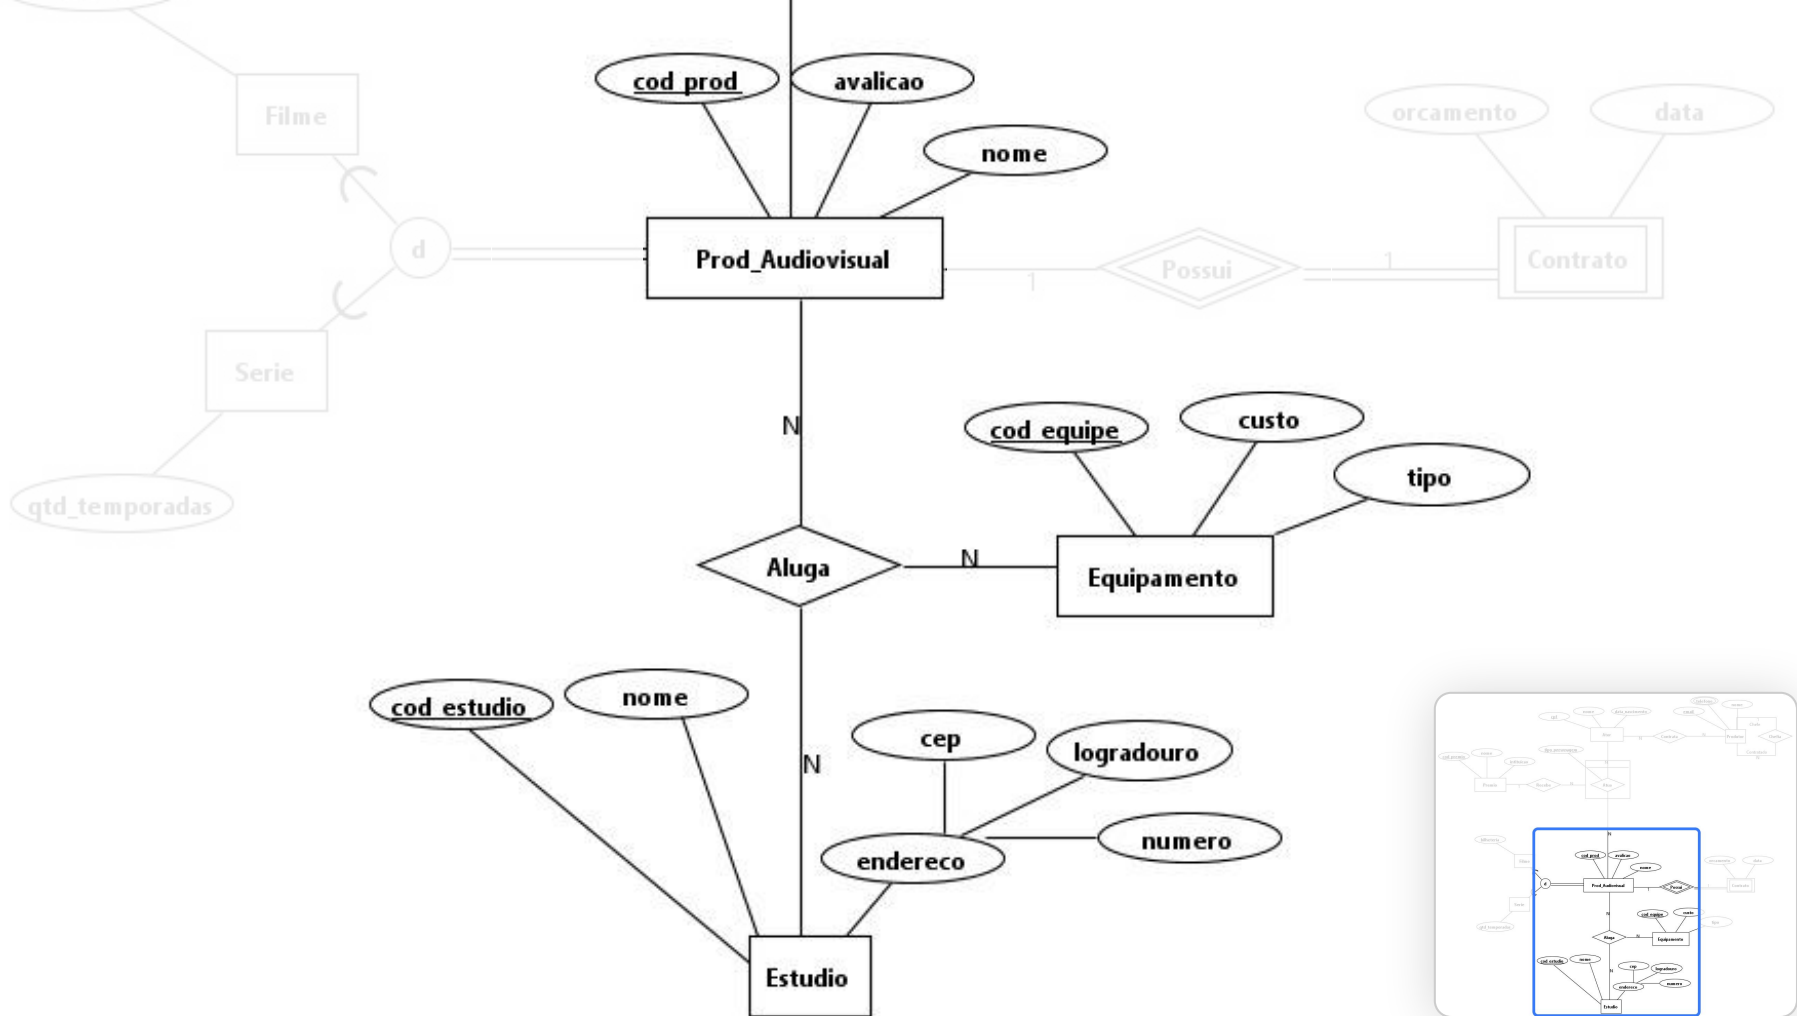 cod_prod
avalicao
orcamento
data
Filme
nome
d
Prod_Audiovisual
1
Possui
1
Contrato
Serie
N
cod_equipe
custo
tipo
qtd_temporadas
N
Aluga
Equipamento
cod_estudio
nome
cep
logradouro
N
numero
endereco
Estudio